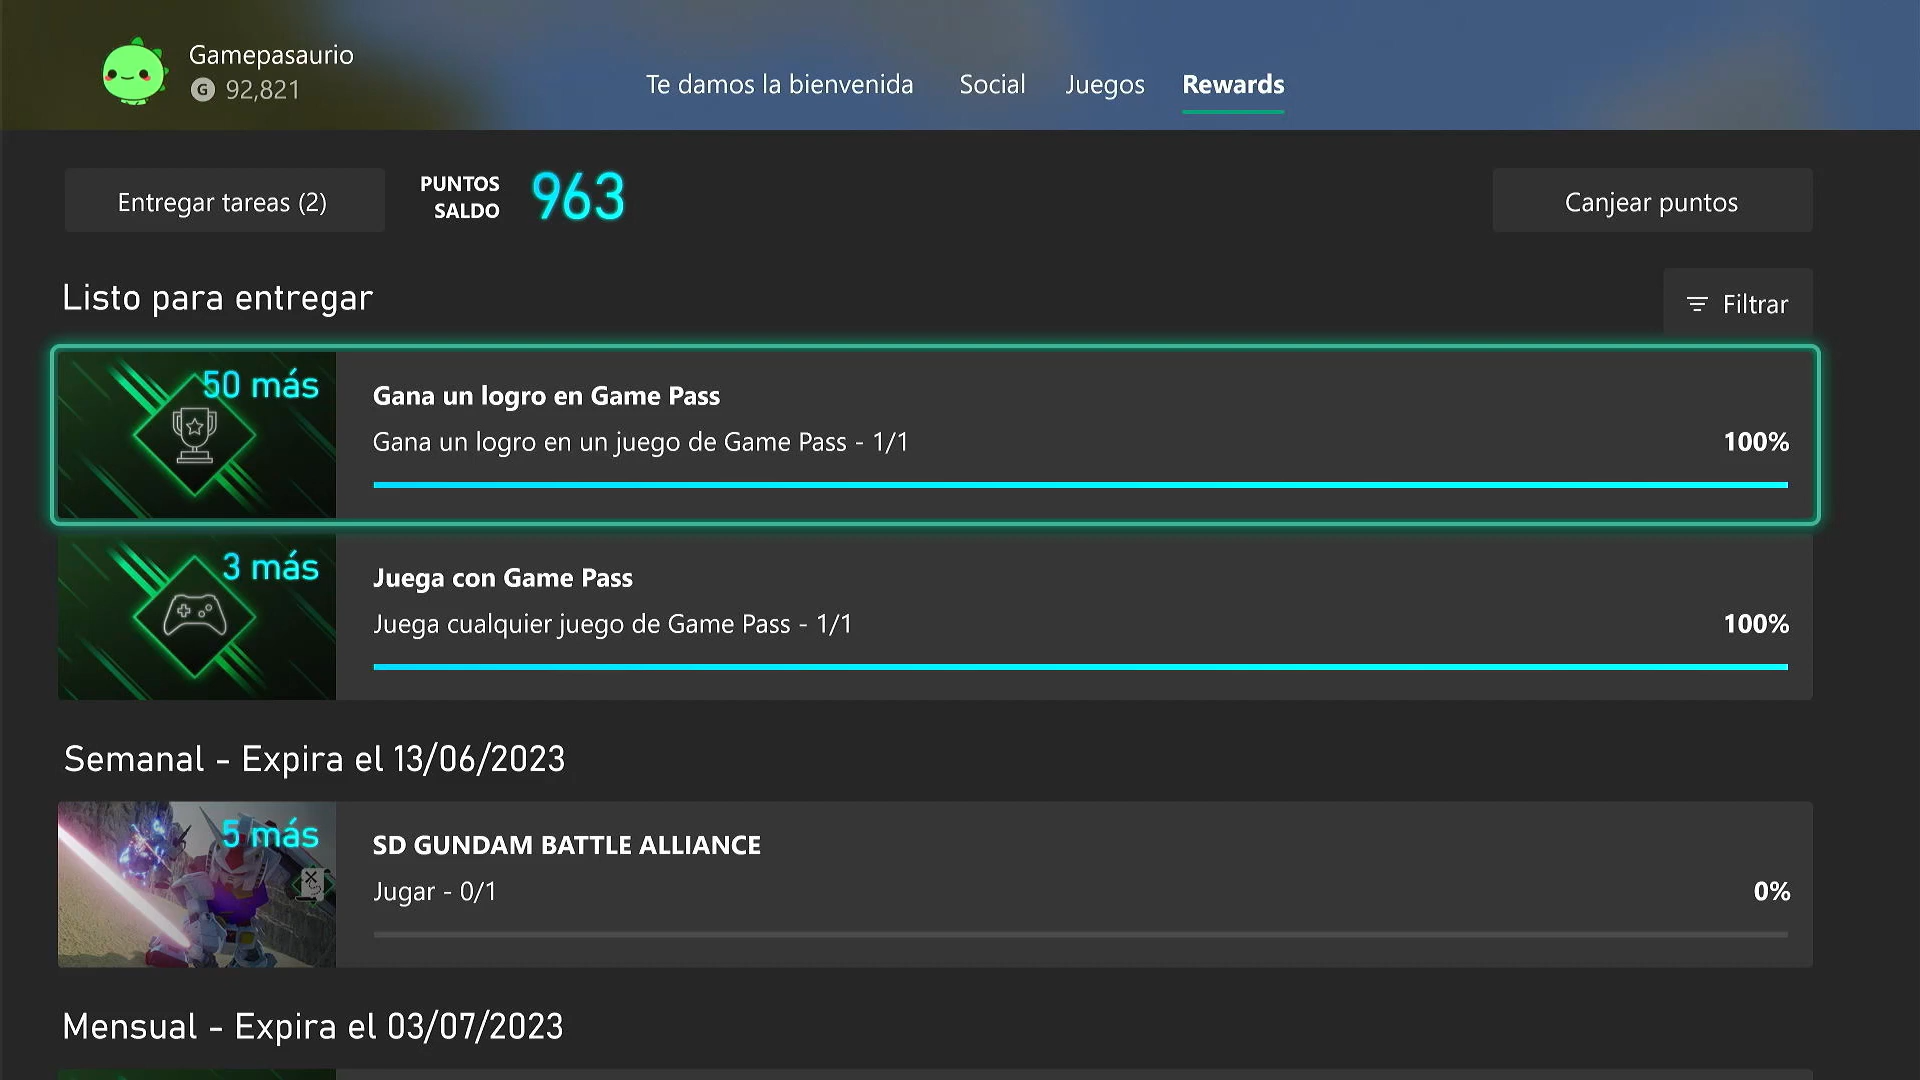 Gamepasaurio
G 92,821
Te damos la bienvenida
Social
Juegos
Rewards
Entregar tareas (2)
PUNTOS
SALDO
963
Canjear puntos
Listo para entregar
Filtrar
50 más
Gana un logro en Game Pass
Gana un logro en un juego de Game Pass - 1/1
100%
3 más
Juega con Game Pass
Juega cualquier juego de Game Pass - 1/1
100%
Semanal - Expira el 13/06/2023
5 más
SD GUNDAM BATTLE ALLIANCE
Jugar - 0/1
0%
Mensual - Expira el 03/07/2023